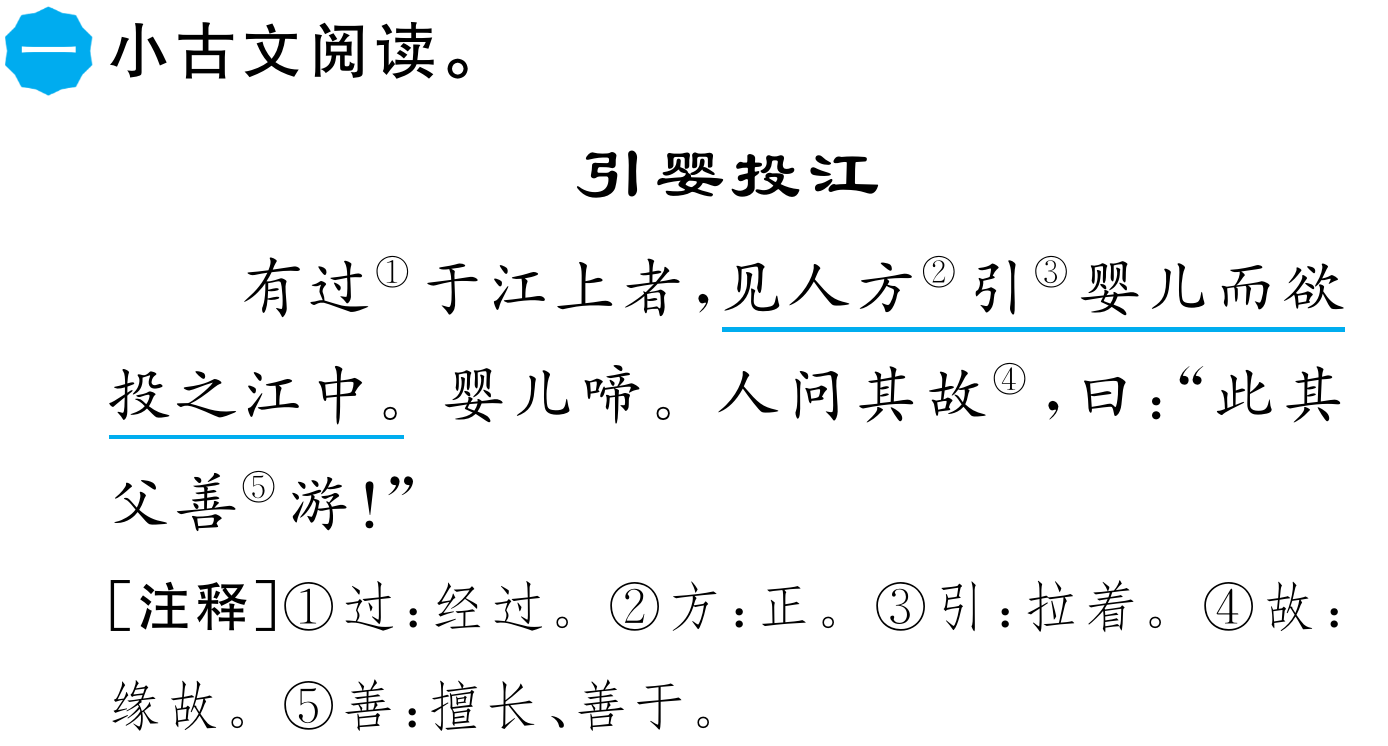 一 小古文阅读。
引婴投江
有过①于江上者,见人方②引③婴儿而欲
投之江中。婴儿啼。人问其故④,曰:“此其
父善⑤游!”
[注释]①过:经过。②方:正。③引:拉着。④故:
缘故。⑤善:擅长、善于。